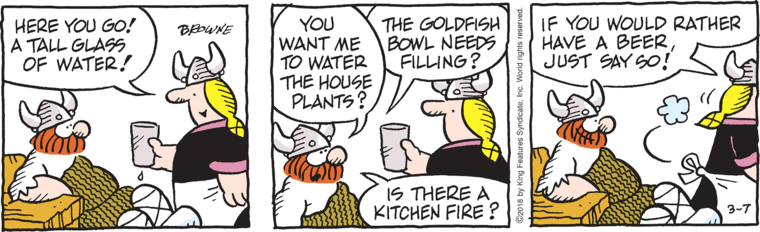 HERE YOU GO!
A TALL GLASS
OF WATER!
BROWNE
YOU
WANT ME
TO WATER
THE HOUSE
PLANTS?
THE GOLDFISH
BOWL NEEDS
FILLING?
IS THERE A
KITCHEN FIRE?
©2018 by King Features Syndicate, Inc. World rights reserved.
IF YOU WOULD RATHER
HAVE A BEER,
JUST SAY SO!
3-7